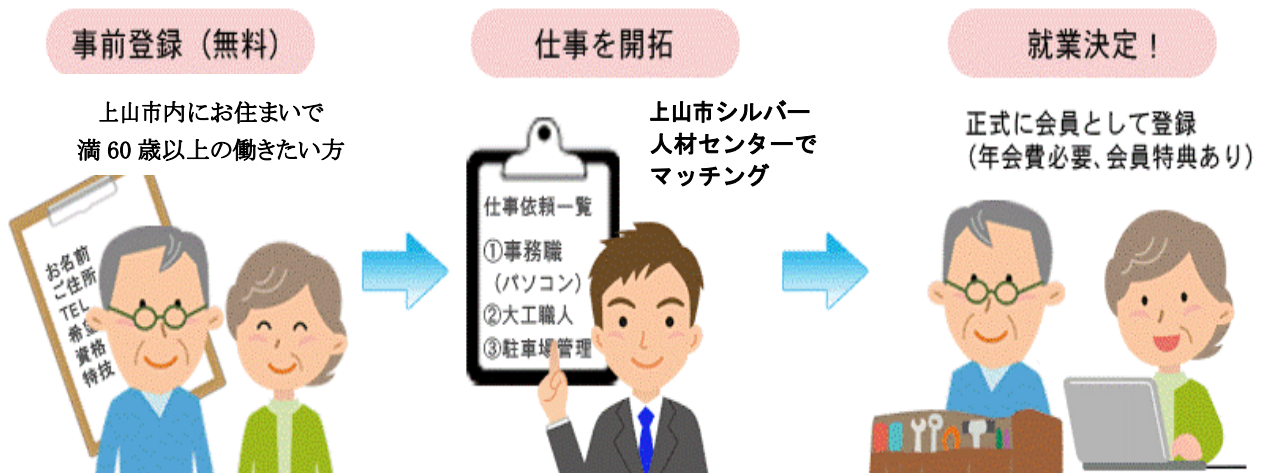 事前登録（無料）
上山市内にお住まいで
満60歳以上の働きたい方
お名前
ご住所
TEL
資格
特技
仕事を開拓
上山市シルバー
人材センターで
マッチング
仕事依頼一覧
①事務職
（パソコン）
②大工職人
③駐車場管理
就業決定！
正式に会員として登録
（年会費必要、会員特典あり）